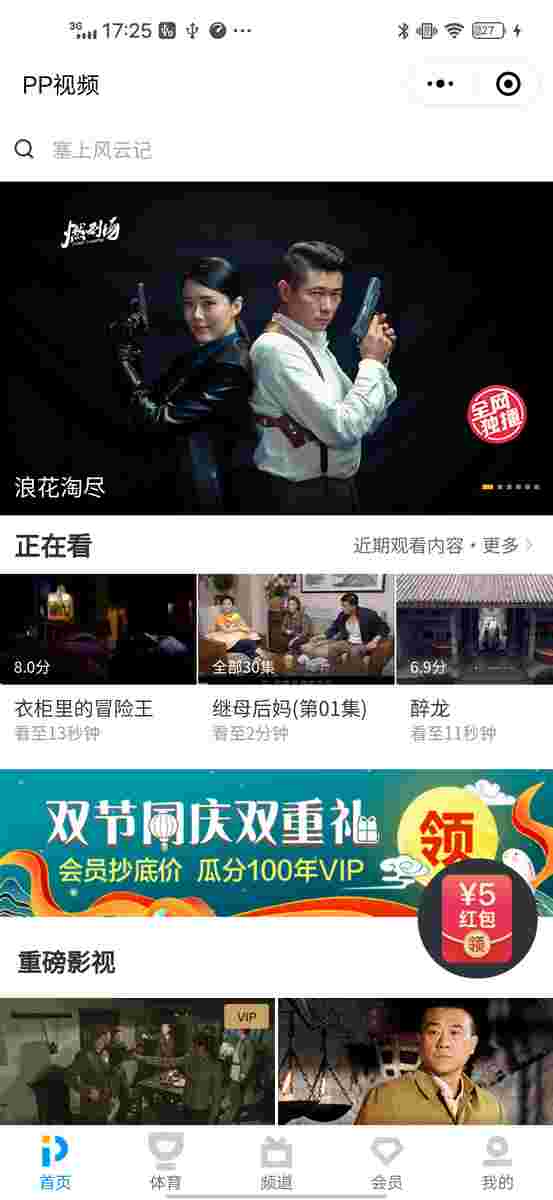 3G 17:25 27
PP视频
塞上风云记
燃剧场
全网
独播
浪花淘尽
正在看
近期观看内容·更多
8.0分
全部30集
6.9分
衣柜里的冒险王
继母后妈(第01集)
醉龙
看至13秒钟
看至2分钟
看至11秒钟
双节同庆双重礼
会员抄底价 瓜分100年VIP
领
¥5
红包
领
重磅影视
VIP
首页
体育
频道
会员
我的